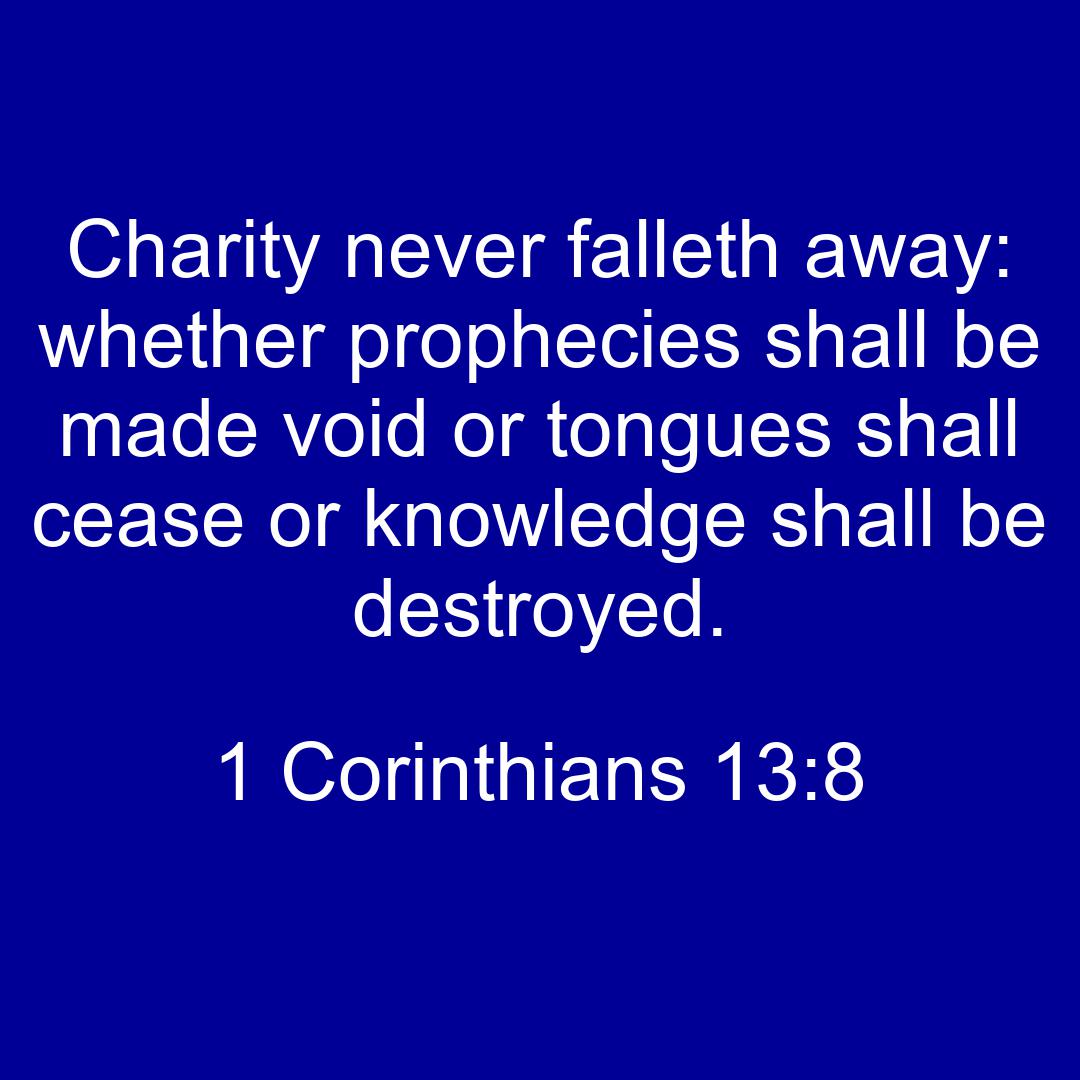 Charity never falleth away:
whether prophecies shall be
made void or tongues shall
cease or knowledge shall be
destroyed.
1 Corinthians 13:8